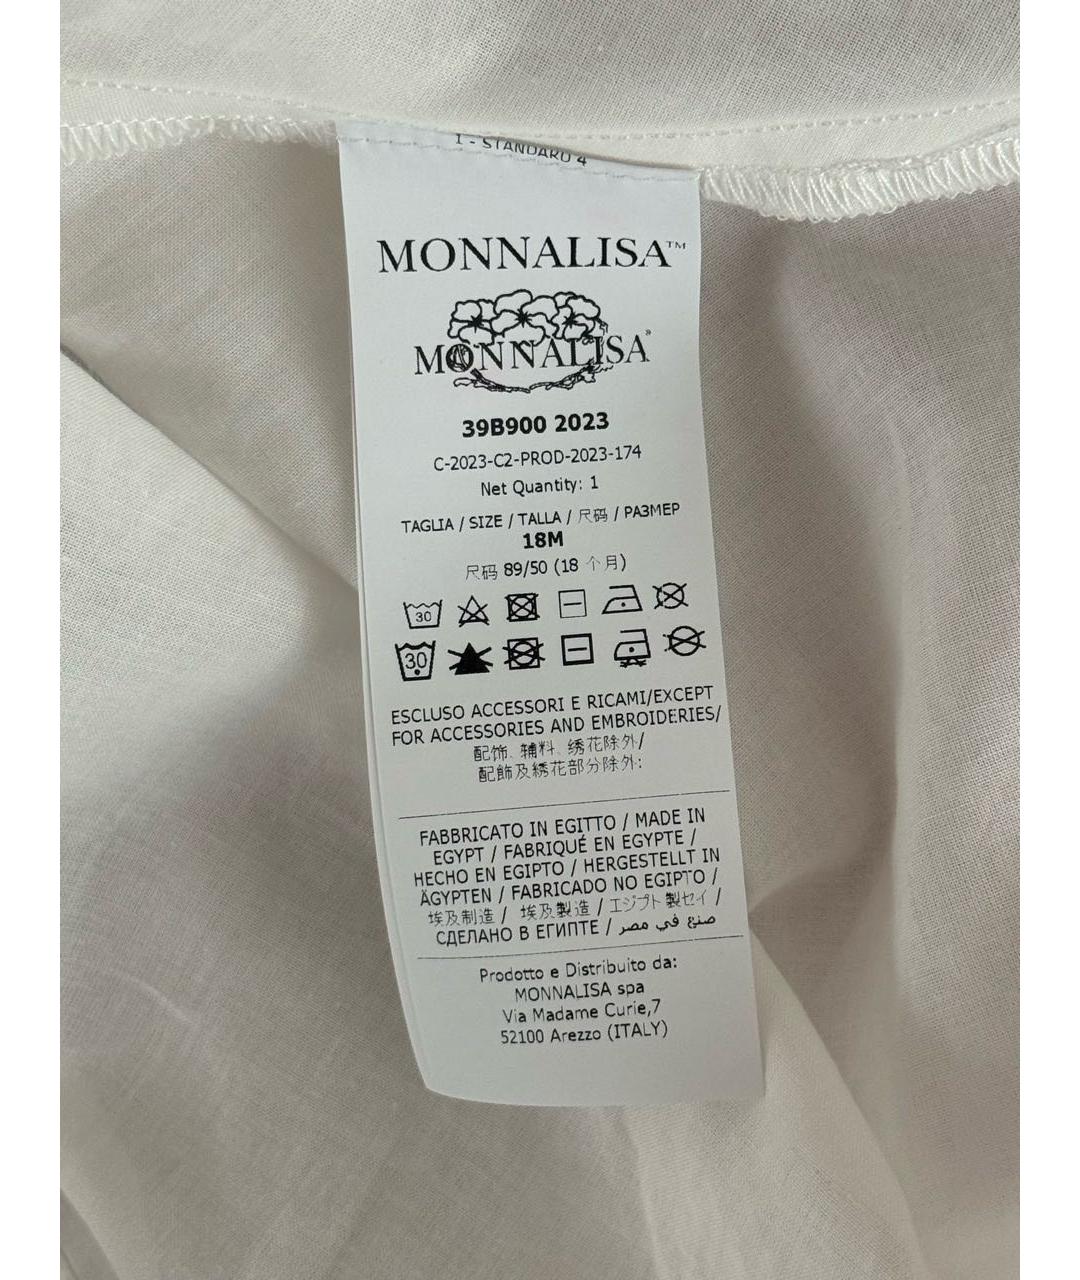 I - STANDARD 4
MONNALISA™
MONNALISA®
39B900 2023
C-2023-C2-PROD-2023-174
Net Quantity: 1
TAGLIA / SIZE / TALLA / 尺码 / РАЗМЕР
18M
尺码 89/50 (18 个月)
30
30
ESCLUSO ACCESSORI E RICAMI/EXCEPT
FOR ACCESSORIES AND EMBROIDERIES/
配饰、辅料、绣花除外/
配飾及綉花部分除外:
FABBRICATO IN EGITTO / MADE IN
EGYPT / FABRIQUÉ EN EGYPTE /
HECHO EN EGIPTO / HERGESTELLT IN
ÄGYPTEN / FABRICADO NO EGIPTO /
埃及制造 / 埃及製造 / エジプト製セイ /
СДЕЛАНО В ЕГИПТЕ / صنع في مصر
Prodotto e Distribuito da:
MONNALISA spa
Via Madame Curie,7
52100 Arezzo (ITALY)